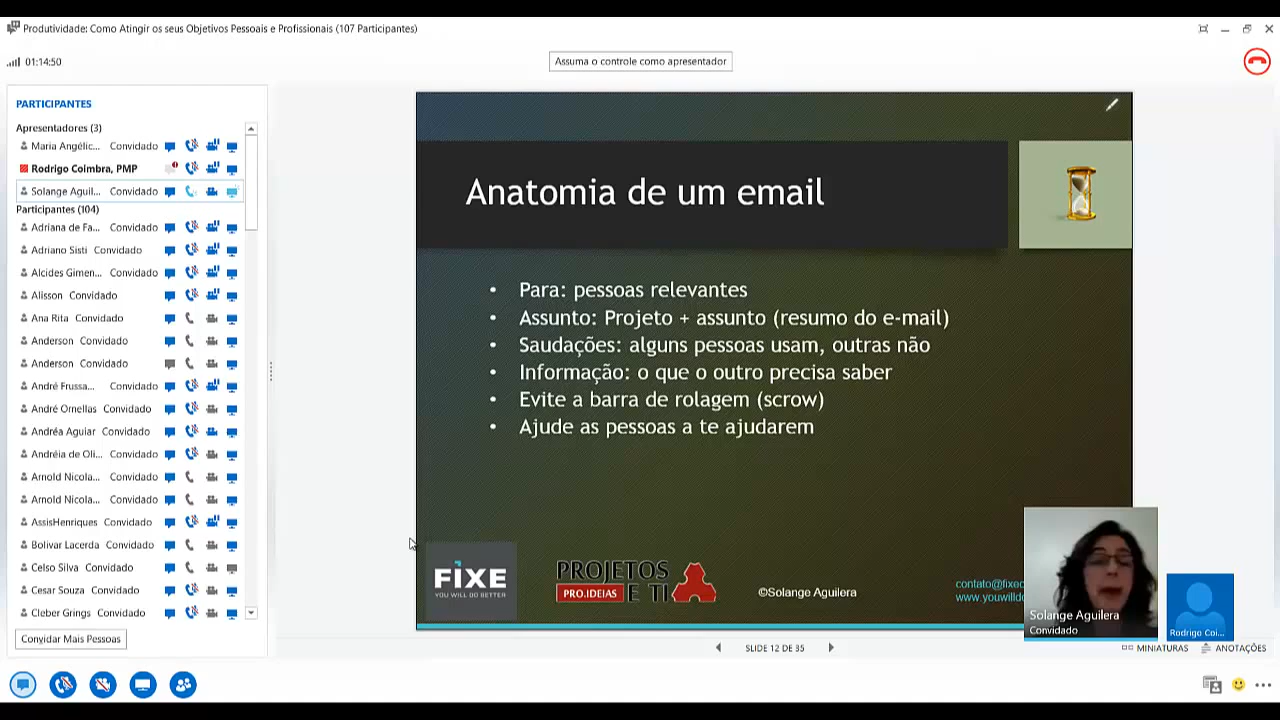 Produtividade: Como Atingir os seus Objetivos Pessoais e Profissionais (107 Participantes)
01:14:50
Assuma o controle como apresentador
PARTICIPANTES
Apresentadores (3)
Maria Angélic... Convidado
Rodrigo Coimbra, PMP
Solange Aguil... Convidado
Participantes (104)
Adriana de Fa... Convidado
Adriano Sisti Convidado
Alcides Gimen... Convidado
Alisson Convidado
Ana Rita Convidado
Anderson Convidado
Anderson Convidado
André Frussa... Convidado
André Ornellas Convidado
Andréa Aguiar Convidado
Andréia de Oli... Convidado
Arnold Nicola... Convidado
Arnold Nicola... Convidado
AssisHenriques Convidado
Bolivar Lacerda Convidado
Celso Silva Convidado
Cesar Souza Convidado
Cleber Grings Convidado
Convidar Mais Pessoas
Anatomia de um email
• Para: pessoas relevantes
• Assunto: Projeto + assunto (resumo do e-mail)
• Saudações: alguns pessoas usam, outras não
• Informação: o que o outro precisa saber
• Evite a barra de rolagem (scrow)
• Ajude as pessoas a te ajudarem
FIXE
YOU WILL DO BETTER
PROJETOS
PRO.IDEIAS E TI
©Solange Aguilera
contato@fixec
www.youwilldo
Solange Aguilera
Convidado
Rodrigo Coi...
SLIDE 12 DE 35
MINIATURAS
ANOTAÇÕES